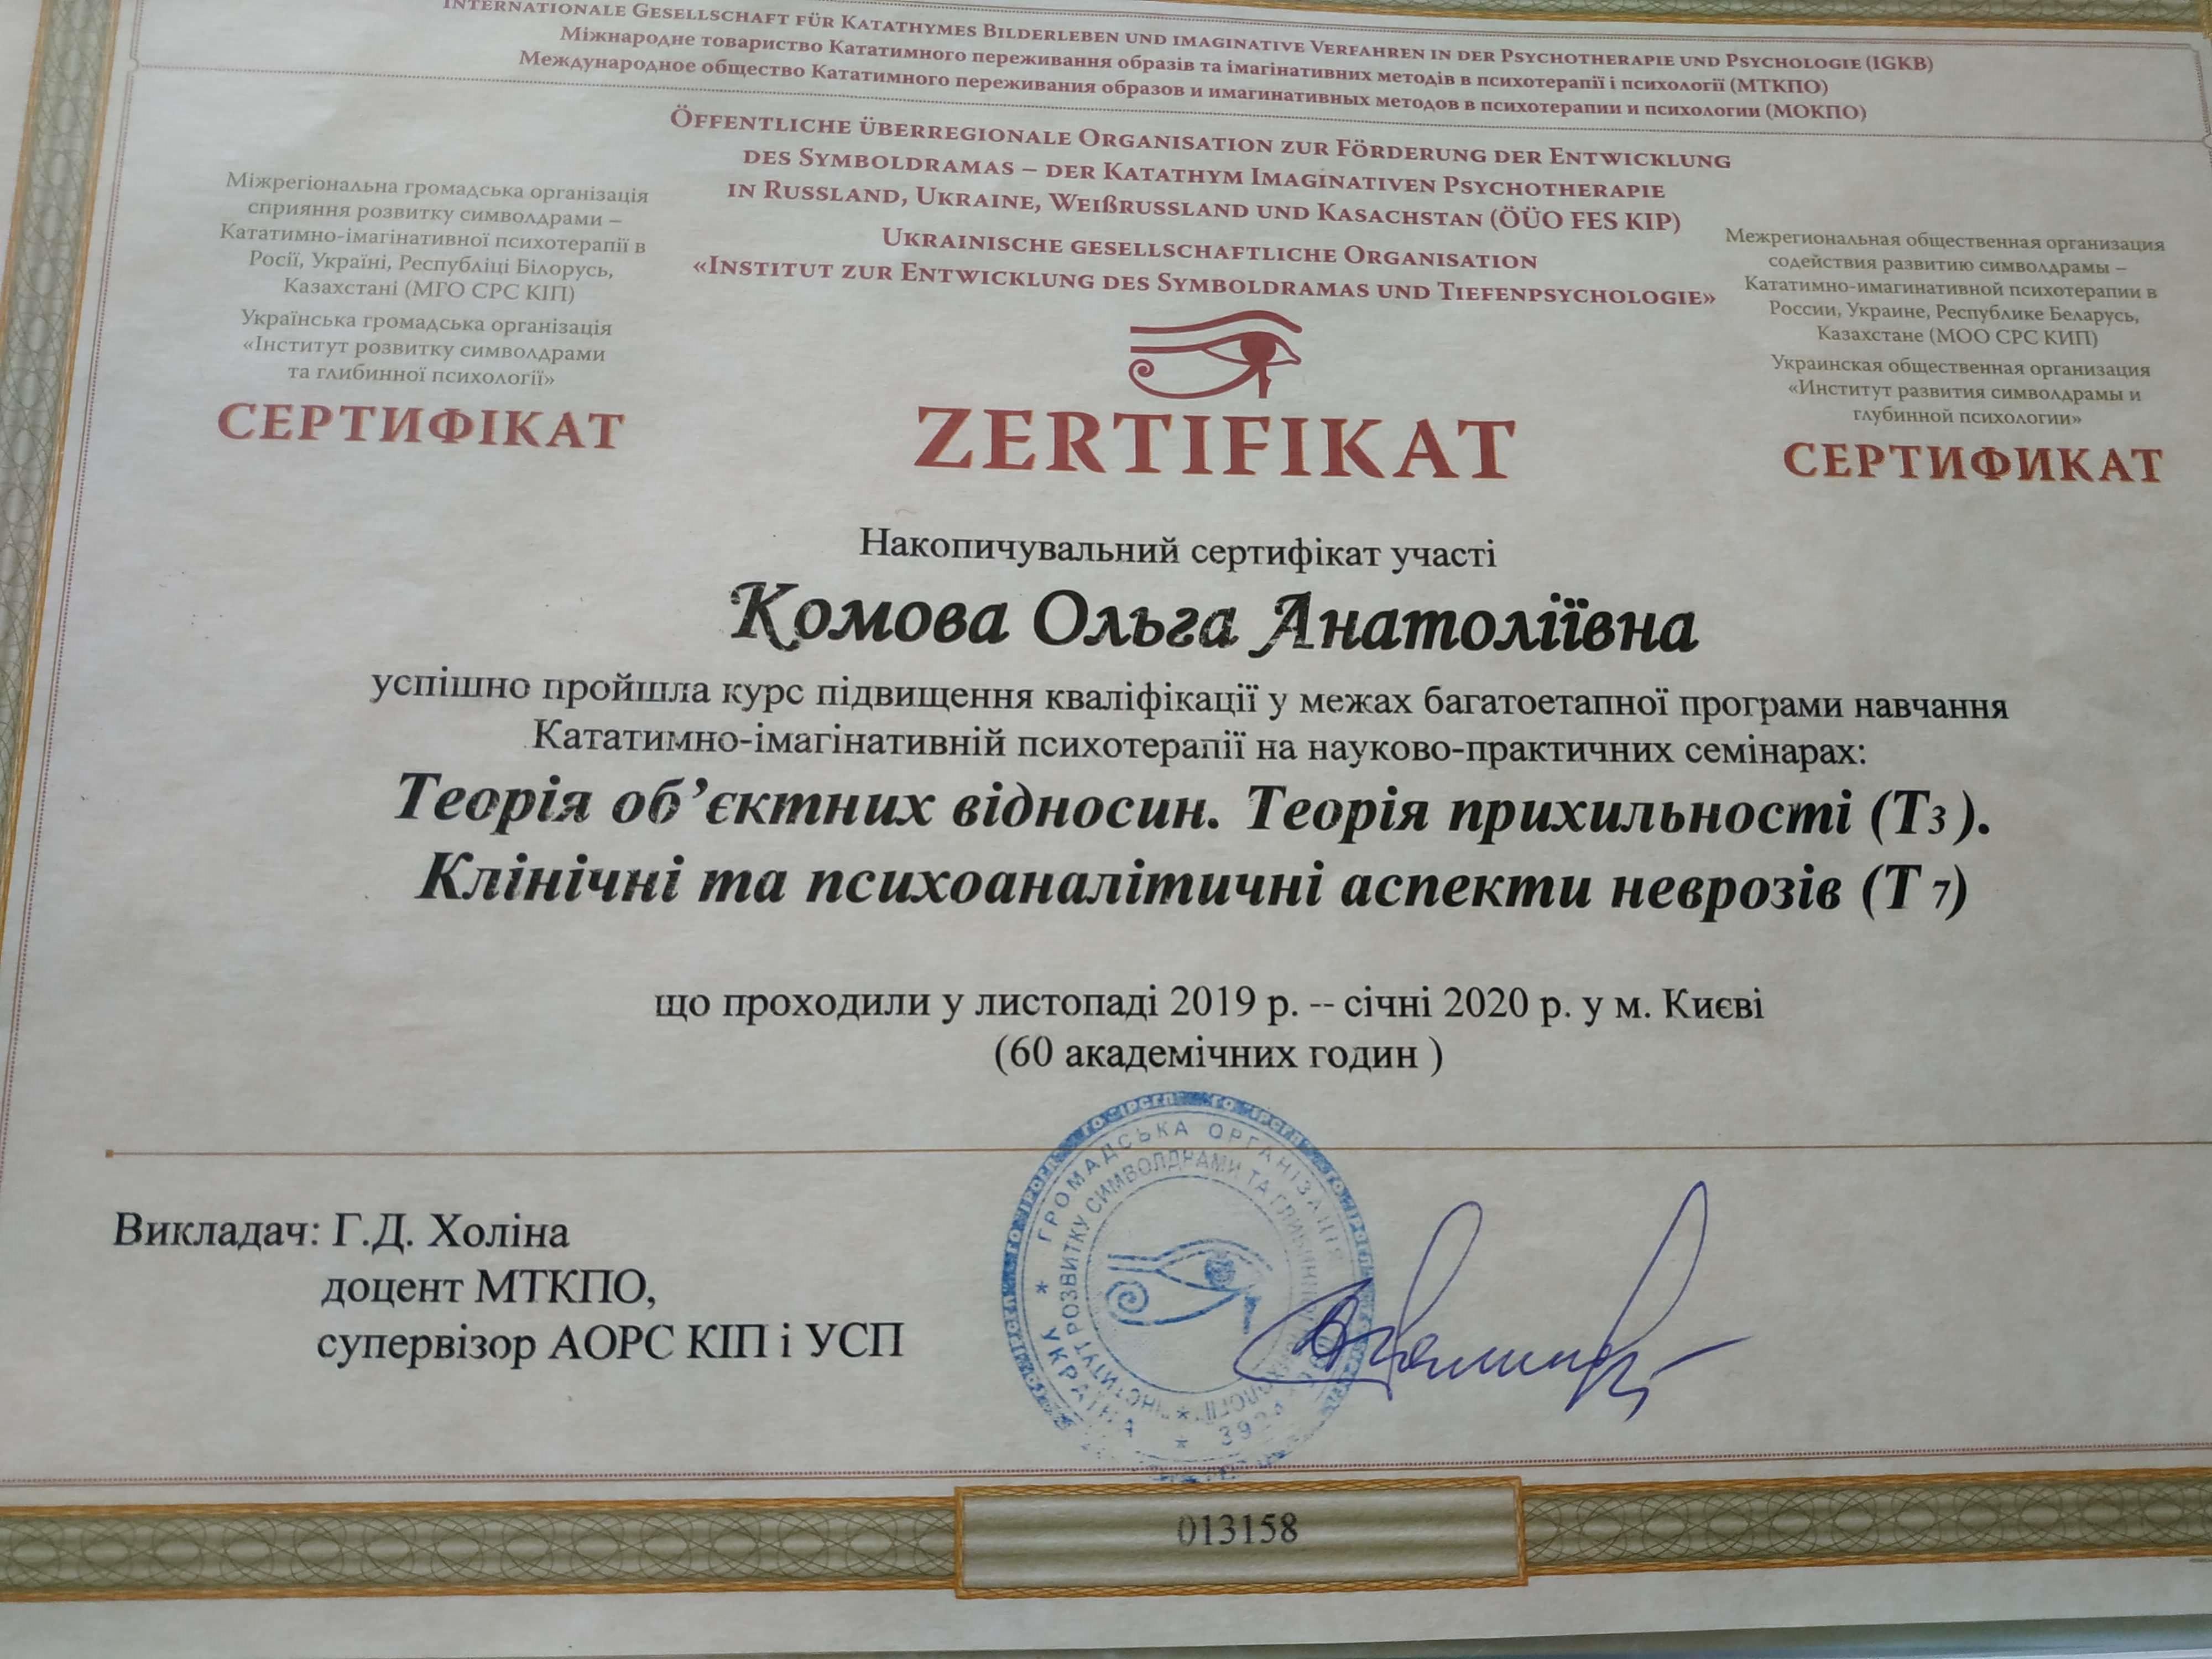 INTERNATIONALE GESELLSCHAFT FÜR KATATHYMES BILDERLEBEN UND IMAGINATIVE VERFAHREN IN DER PSYCHOTHERAPIE UND PSYCHOLOGIE (IGKB)
Міжнародне товариство Кататимного переживання образів та імагінативних методів в психотерапії і психології (МТКПО)
Международное общество Кататимного переживания образов и имагинативных методов в психотерапии и психологии (МОКПО)
ÖFFENTLICHE ÜBERREGIONALE ORGANISATION ZUR FÖRDERUNG DER ENTWICKLUNG
DES SYMBOLDRAMAS – DER KATATHYM IMAGINATIVEN PSYCHOTHERAPIE
IN RUSSLAND, UKRAINE, WEIßRUSSLAND UND KASACHSTAN (ÖÜO FES KIP)
UKRAINISCHE GESELLSCHAFTLICHE ORGANISATION
«INSTITUT ZUR ENTWICKLUNG DES SYMBOLDRAMAS UND TIEFENPSYCHOLOGIE»
Міжрегіональна громадська організація
сприяння розвитку символдрами –
Кататимно-імагінативної психотерапії в
Росії, Україні, Республіці Білорусь,
Казахстані (МГО СРС КІП)
Українська громадська організація
«Інститут розвитку символдрами
та глибинної психології»
СЕРТИФІКАТ
ZERTIFIKAT
Межрегиональная общественная организация
содействия развитию символдрамы –
Кататимно-имагинативной психотерапии в
России, Украине, Республике Беларусь,
Казахстане (МОО СРС КИП)
Украинская общественная организация
«Институт развития символдрамы и
глубинной психологии»
СЕРТИФИКАТ
Накопичувальний сертифікат участі
Комова Ольга Анатоліївна
успішно пройшла курс підвищення кваліфікації у межах багатоетапної програми навчання
Кататимно-імагінативній психотерапії на науково-практичних семінарах:
Теорія об’єктних відносин. Теорія прихильності (Т3 ).
Клінічні та психоаналітичні аспекти неврозів (Т 7)
що проходили у листопаді 2019 р. -- січні 2020 р. у м. Києві
(60 академічних годин )
ГРОМАДСЬКА ОРГАНІЗАЦІЯ
РОЗВИТКУ СИМВОЛДРАМИ ТА
УКРАЇНА
Викладач: Г.Д. Холіна
доцент МТКПО,
супервізор АОРС КІП і УСП
013158